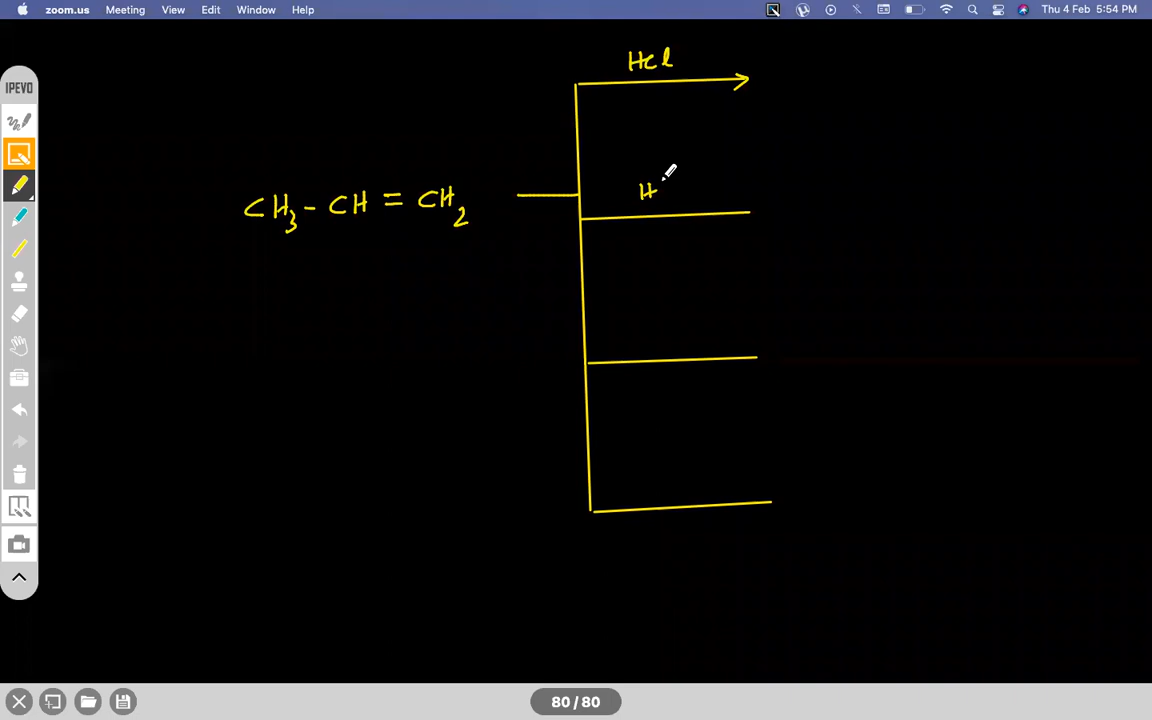 zoom.us Meeting View Edit Window Help Thu 4 Feb 5:54 PM
IPEVO
HCl
H
CH3 - CH = CH2
80 / 80